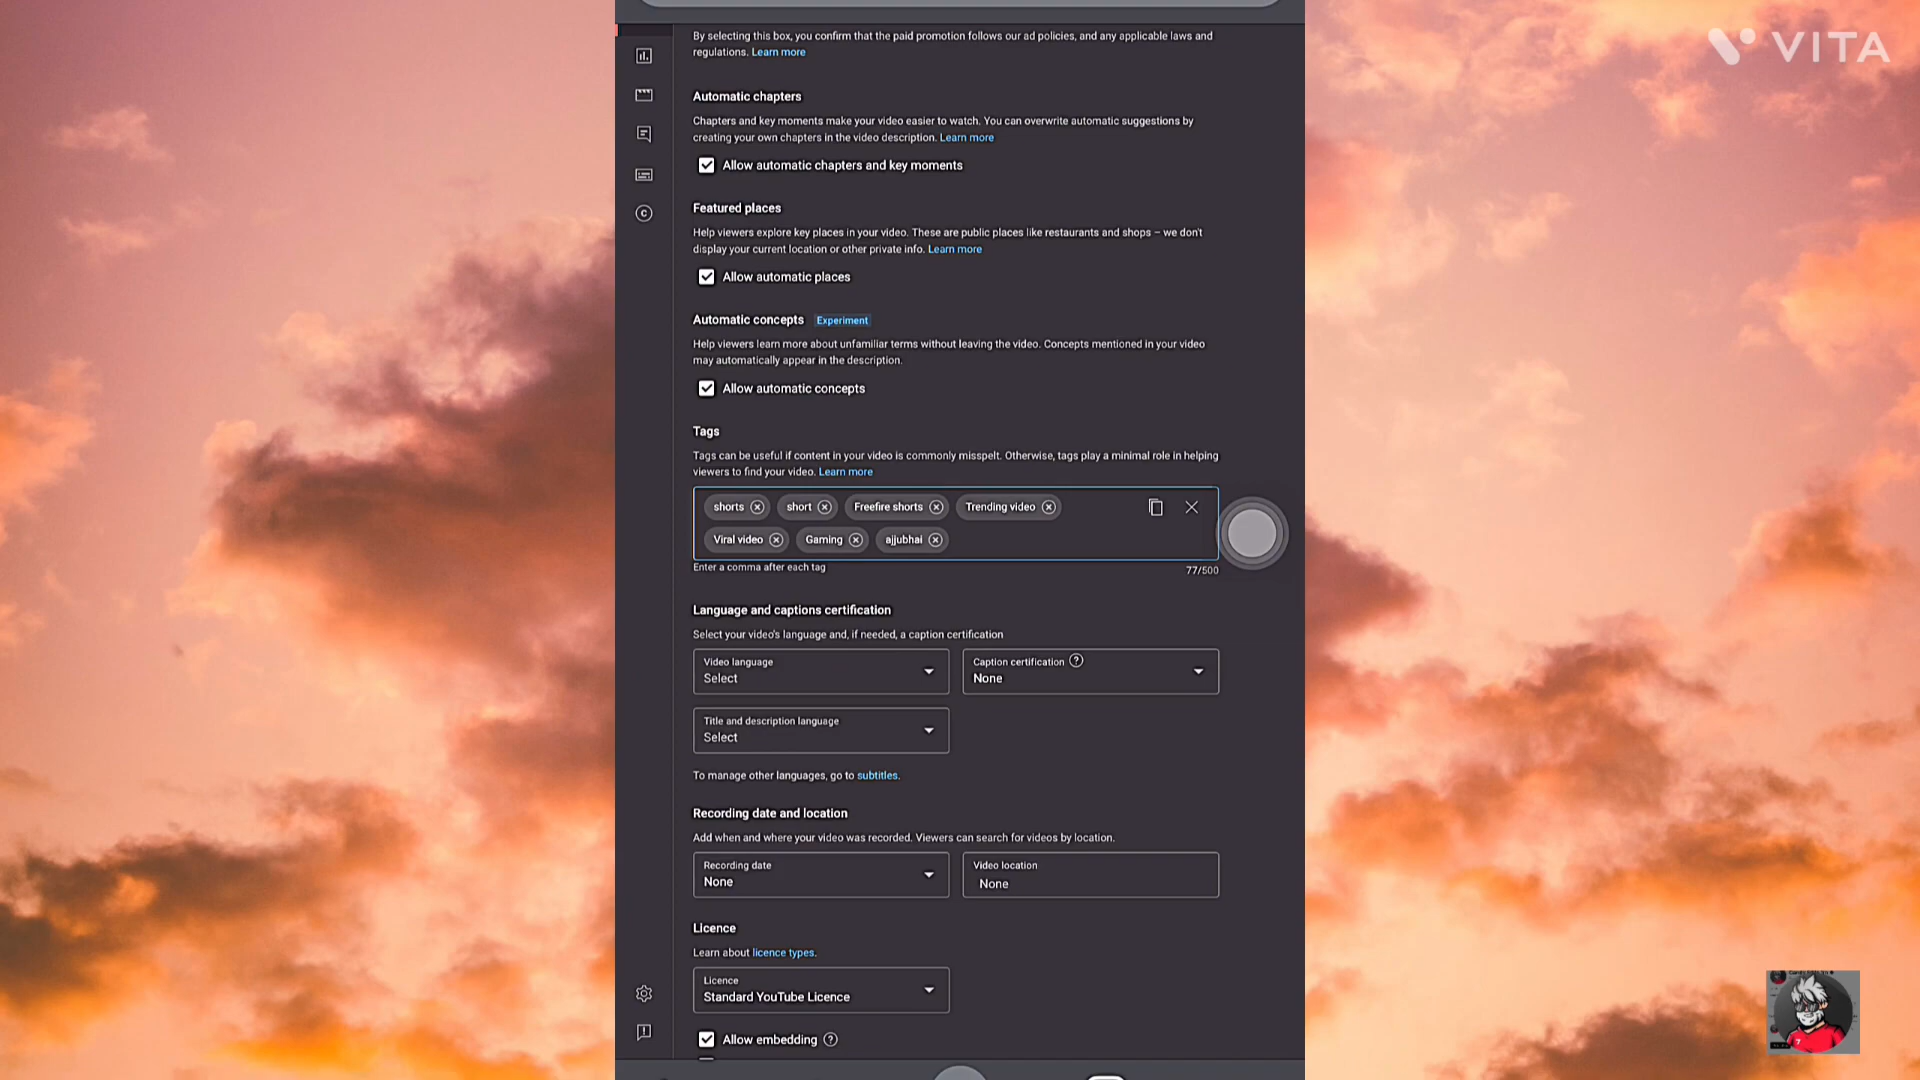 By selecting this box, you confirm that the paid promotion follows our ad policies, and any applicable laws and
regulations. Learn more
VITA
Automatic chapters
Chapters and key moments make your video easier to watch. You can overwrite automatic suggestions by
creating your own chapters in the video description. Learn more
Allow automatic chapters and key moments
Featured places
Help viewers explore key places in your video. These are public places like restaurants and shops – we don't
display your current location or other private info. Learn more
Allow automatic places
Automatic concepts Experiment
Help viewers learn more about unfamiliar terms without leaving the video. Concepts mentioned in your video
may automatically appear in the description.
Allow automatic concepts
Tags
Tags can be useful if content in your video is commonly misspelt. Otherwise, tags play a minimal role in helping
viewers to find your video. Learn more
shorts short Freefire shorts Trending video
Viral video Gaming ajjubhai
Enter a comma after each tag 77/500
Language and captions certification
Select your video's language and, if needed, a caption certification
Video language Caption certification ?
Select None
Title and description language
Select
To manage other languages, go to subtitles.
Recording date and location
Add when and where your video was recorded. Viewers can search for videos by location.
Recording date Video location
None None
Licence
Learn about licence types.
Licence
Standard YouTube Licence
Allow embedding ?